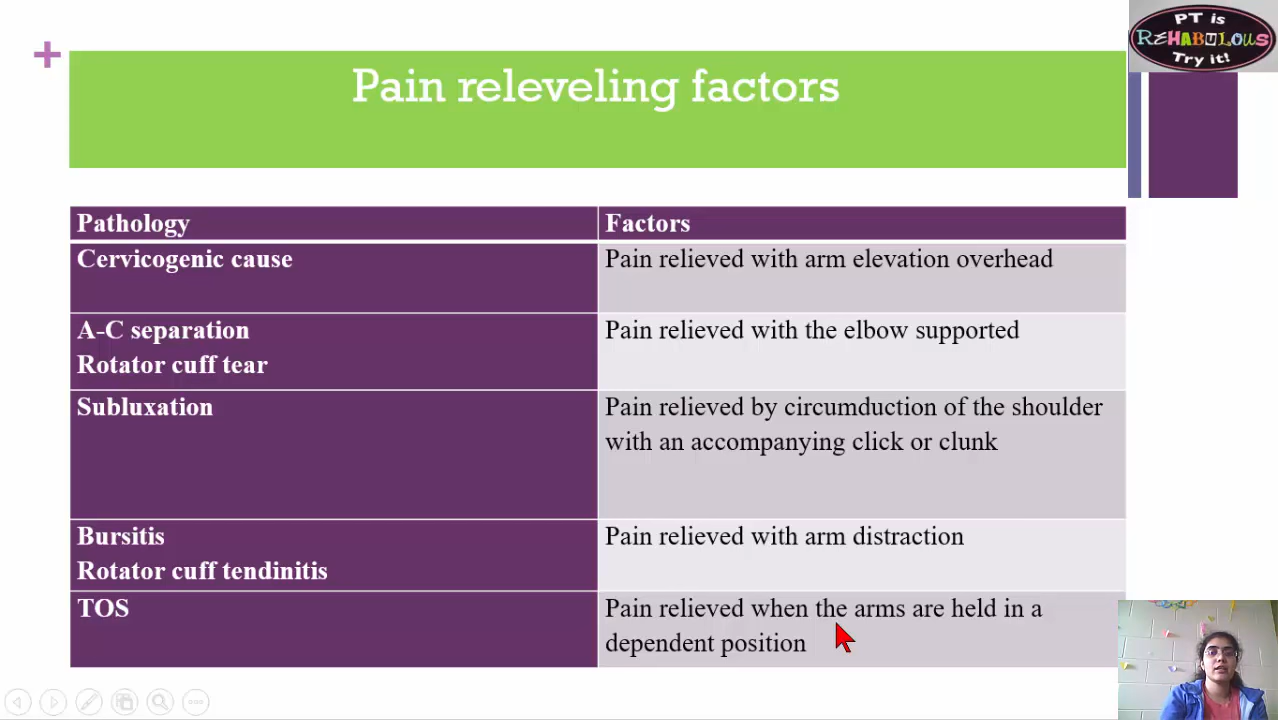 PT is
REHABULOUS
Try it!
+
Pain releveling factors
Pathology
Factors
Cervicogenic cause
Pain relieved with arm elevation overhead
A-C separation
Rotator cuff tear
Pain relieved with the elbow supported
Subluxation
Pain relieved by circumduction of the shoulder
with an accompanying click or clunk
Bursitis
Rotator cuff tendinitis
Pain relieved with arm distraction
TOS
Pain relieved when the arms are held in a
dependent position